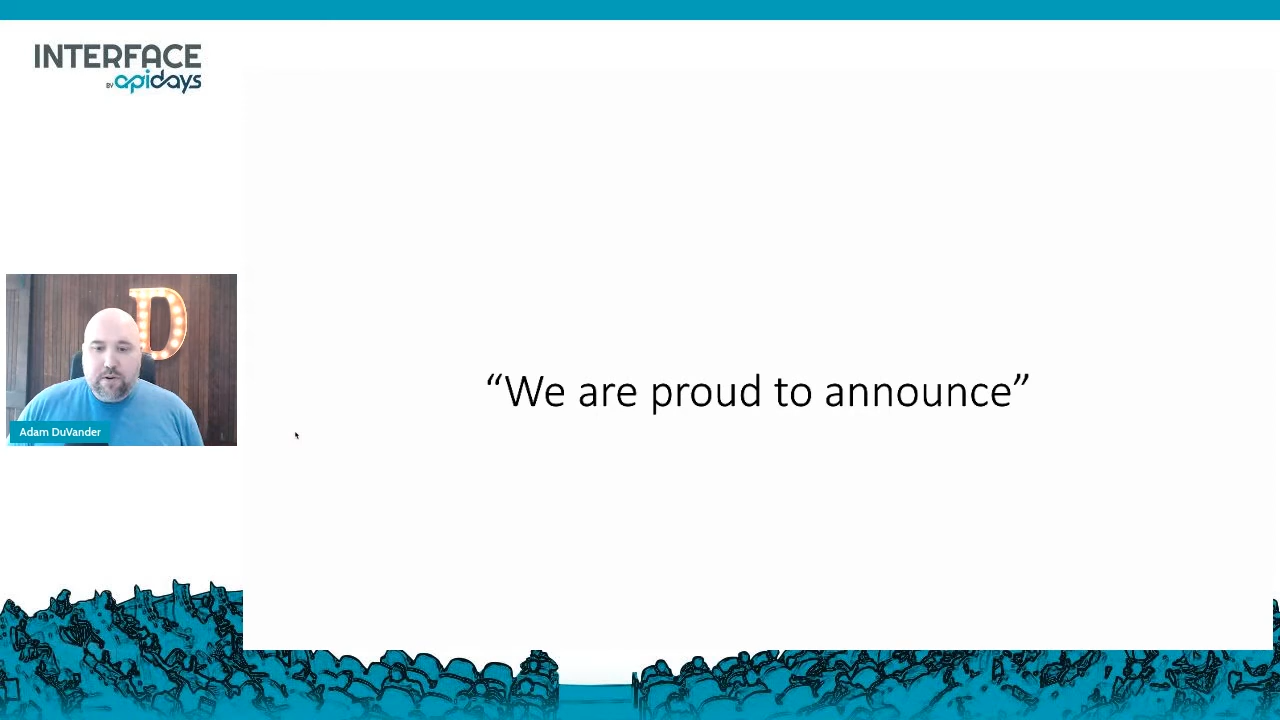 INTERFACE
BY apidays
“We are proud to announce”
D
Adam DuVander